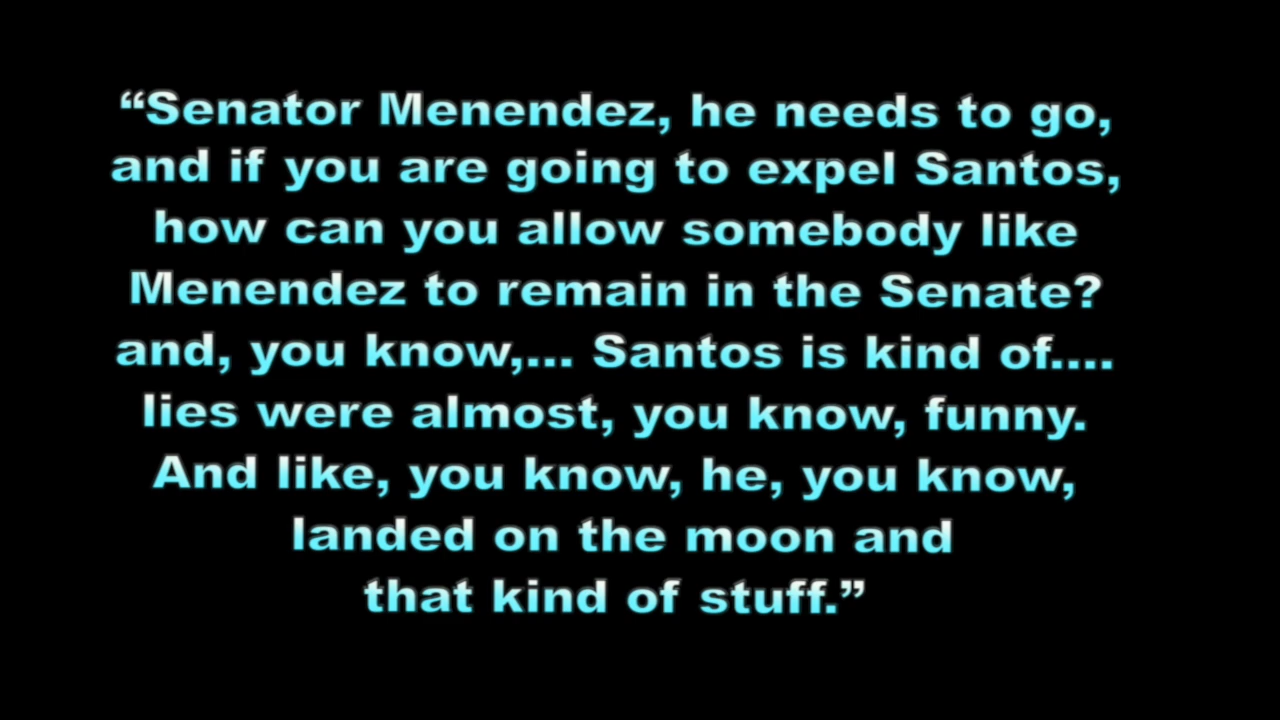 “Senator Menendez, he needs to go,
and if you are going to expel Santos,
how can you allow somebody like
Menendez to remain in the Senate?
and, you know,... Santos is kind of....
lies were almost, you know, funny.
And like, you know, he, you know,
landed on the moon and
that kind of stuff.”